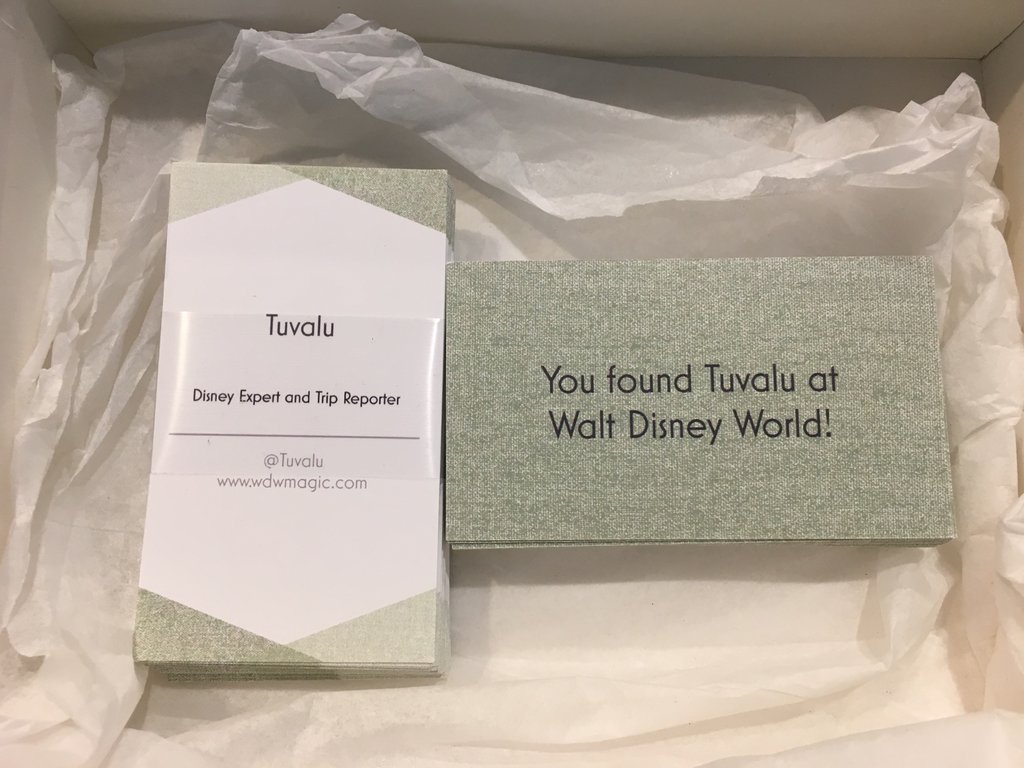 Tuvalu
Disney Expert and Trip Reporter
@Tuvalu
www.wdwmagic.com
You found Tuvalu at
Walt Disney World!